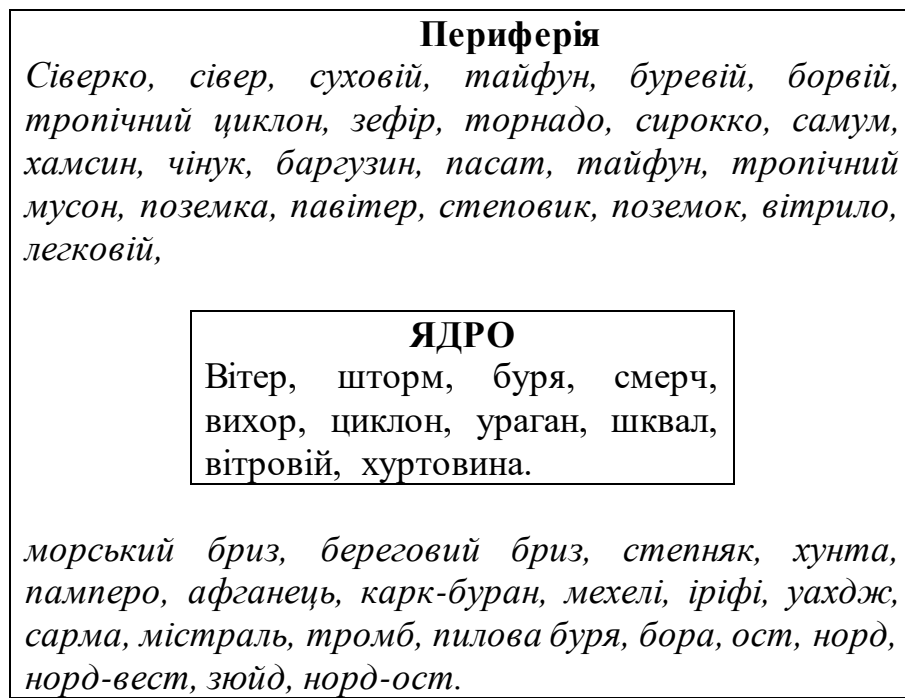 Периферія
Сіверко, сівер, суховій, тайфун, буревій, борвій,
тропічний циклон, зефір, торнадо, сирокко, самум,
хамсин, чінук, баргузин, пасат, тайфун, тропічний
мусон, поземка, павітер, степовик, поземок, вітрило,
легковій,
ЯДРО
Вітер, шторм, буря, смерч,
вихор, циклон, ураган, шквал,
вітровій, хуртовина.
морський бриз, береговий бриз, степняк, хунта,
памперо, афганець, карк-буран, мехелі, іріфі, уахдж,
сарма, містраль, тромб, пилова буря, бора, ост, норд,
норд-вест, зюйд, норд-ост.